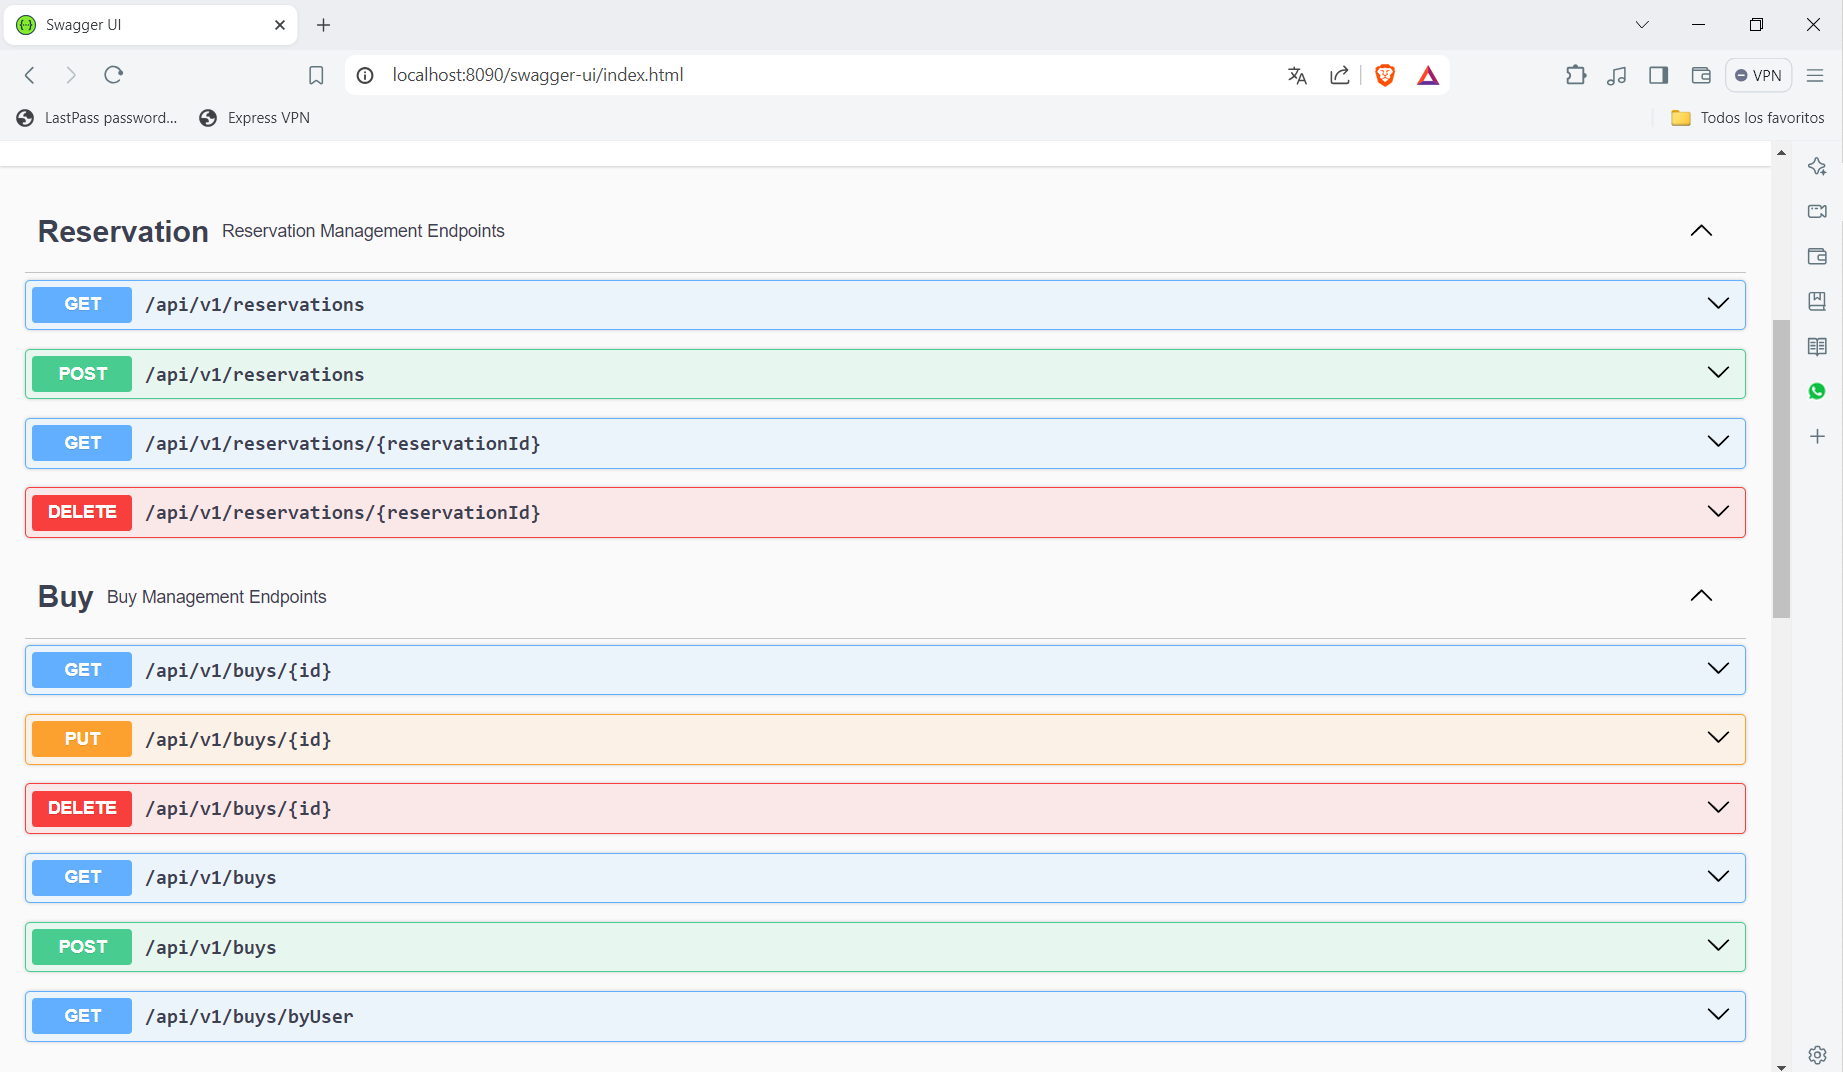 Swagger UI
localhost:8090/swagger-ui/index.html
VPN
LastPass password...
Express VPN
Todos los favoritos
Reservation Reservation Management Endpoints
GET /api/v1/reservations
POST /api/v1/reservations
GET /api/v1/reservations/{reservationId}
DELETE /api/v1/reservations/{reservationId}
Buy Buy Management Endpoints
GET /api/v1/buys/{id}
PUT /api/v1/buys/{id}
DELETE /api/v1/buys/{id}
GET /api/v1/buys
POST /api/v1/buys
GET /api/v1/buys/byUser